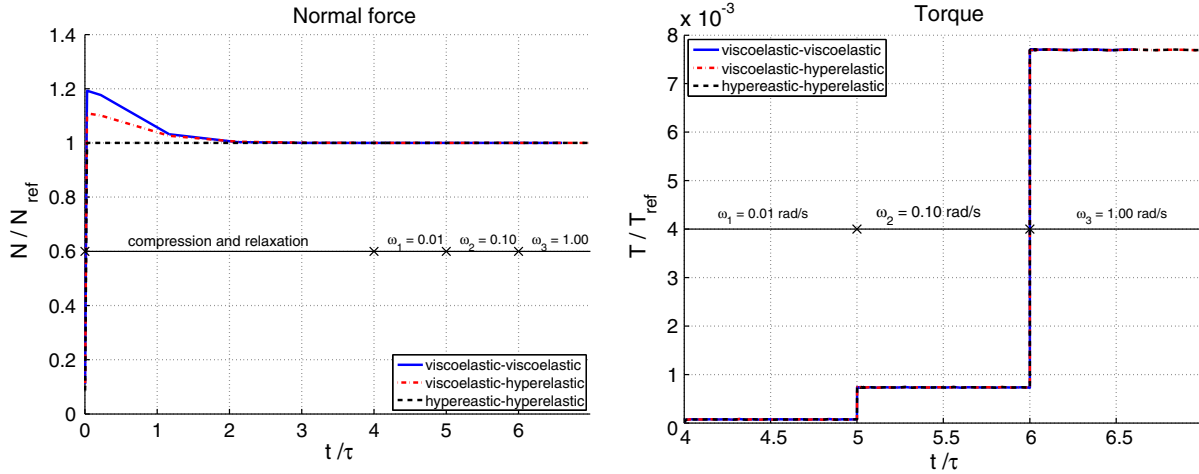 Normal force
1.4
1.2
1
0.8
0.6
0.4
0.2
0
N / N_ref
compression and relaxation
ω₁ = 0.01
ω₂ = 0.10
ω₃ = 1.00
viscoelastic-viscoelastic
viscoelastic-hyperelastic
hypereastic-hyperelastic
0 1 2 3 4 5 6
t/τ
Torque
x 10⁻³
8
7
6
5
4
3
2
1
0
T / T_ref
viscoelastic-viscoelastic
viscoelastic-hyperelastic
hypereastic-hyperelastic
ω₁ = 0.01 rad/s
ω₂ = 0.10 rad/s
ω₃ = 1.00 rad/s
4 4.5 5 5.5 6 6.5
t/τ